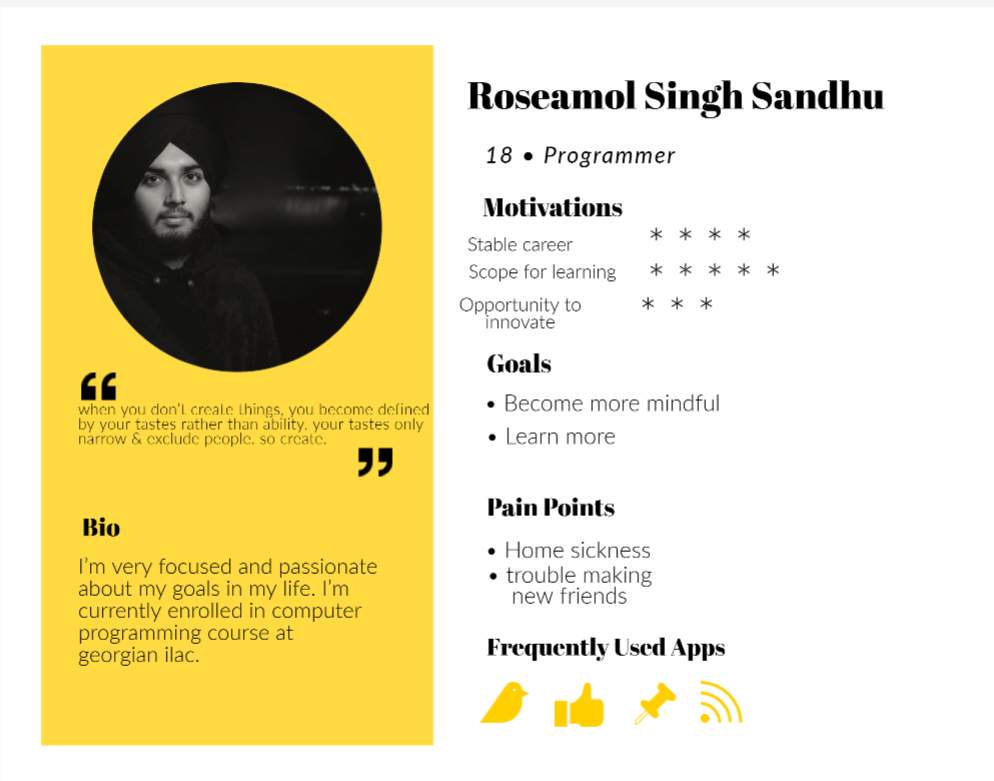 Roseamol Singh Sandhu
18 • Programmer
Motivations
Stable career * * * *
Scope for learning * * * * *
Opportunity to * * *
innovate
Goals
• Become more mindful
• Learn more
Pain Points
• Home sickness
• trouble making
new friends
Frequently Used Apps
“
when you don't create things, you become defined
by your tastes rather than ability. your tastes only
narrow & exclude people. so create.
”
Bio
I'm very focused and passionate
about my goals in my life. I'm
currently enrolled in computer
programming course at
georgian ilac.